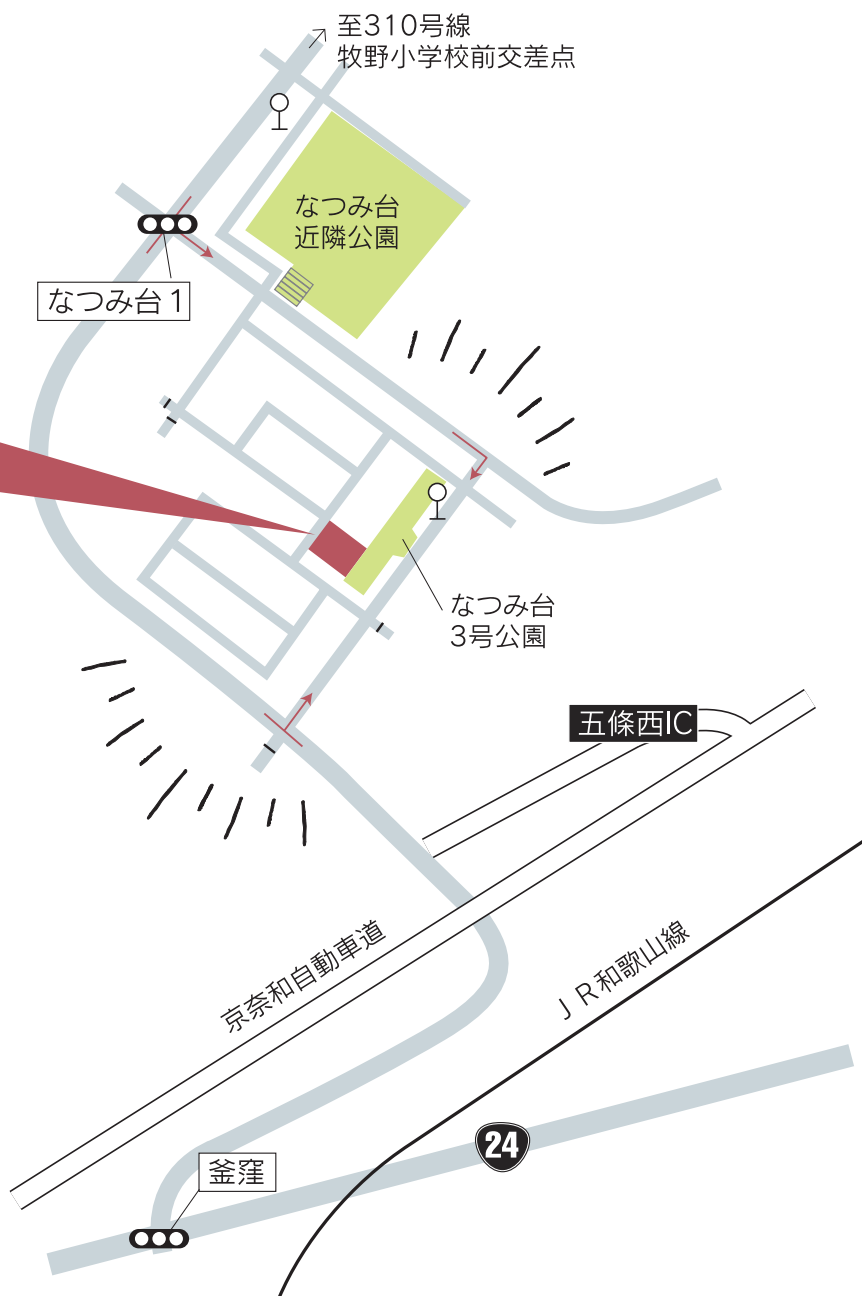 至310号線
牧野小学校前交差点
なつみ台
近隣公園
なつみ台1
なつみ台
3号公園
五條西IC
京奈和自動車道
JR和歌山線
24
釜窪